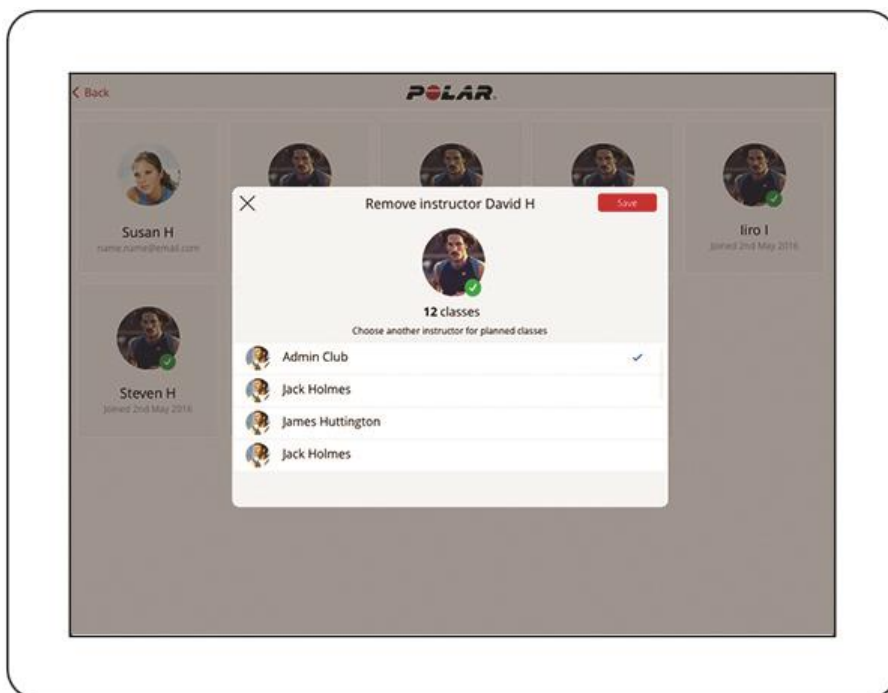 Back
POLAR
Susan H
name.name@email.com
Iiro I
Joined 2nd May 2016
Steven H
Joined 2nd May 2016
Remove instructor David H
Save
12 classes
Choose another instructor for planned classes
Admin Club
Jack Holmes
James Huttington
Jack Holmes